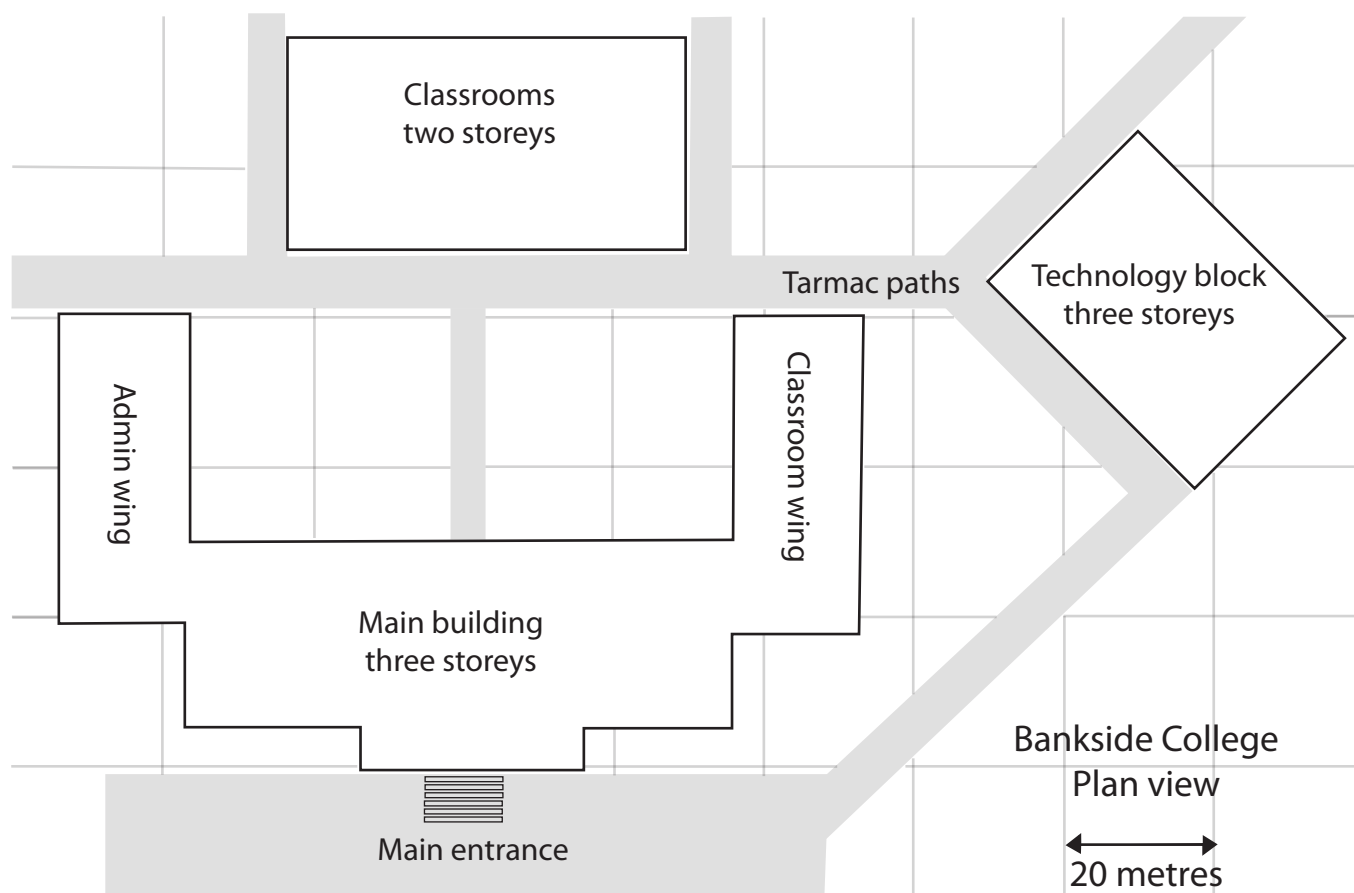 Classrooms
two storeys
Tarmac paths
Technology block
three storeys
Admin wing
Classroom wing
Main building
three storeys
Main entrance
Bankside College
Plan view
20 metres